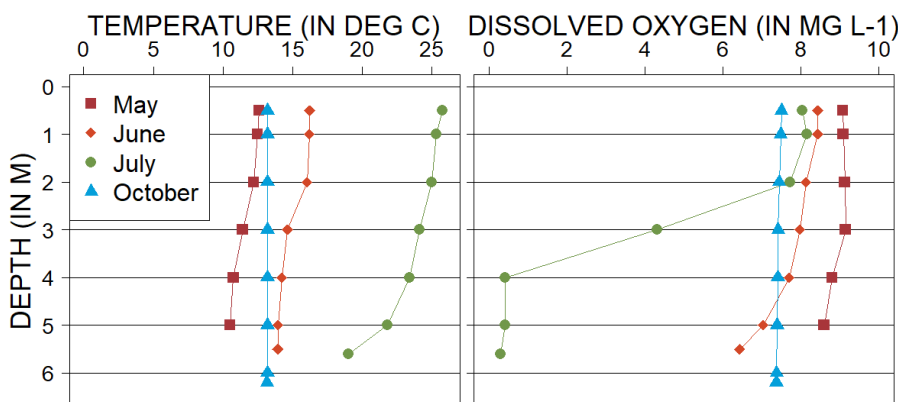 TEMPERATURE (IN DEG C)
DISSOLVED OXYGEN (IN MG L-1)
0 5 10 15 20 25
0 2 4 6 8 10
DEPTH (IN M)
0
1
2
3
4
5
6
May
June
July
October